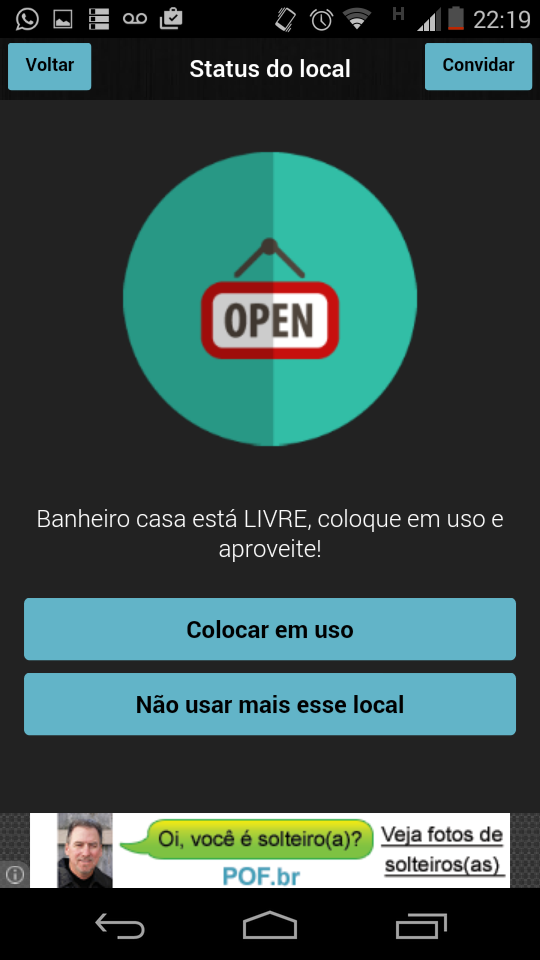 H
22:19
Voltar
Status do local
Convidar
OPEN
Banheiro casa está LIVRE, coloque em uso e
aproveite!
Colocar em uso
Não usar mais esse local
Oi, você é solteiro(a)?
Veja fotos de
solteiros(as)
POF.br